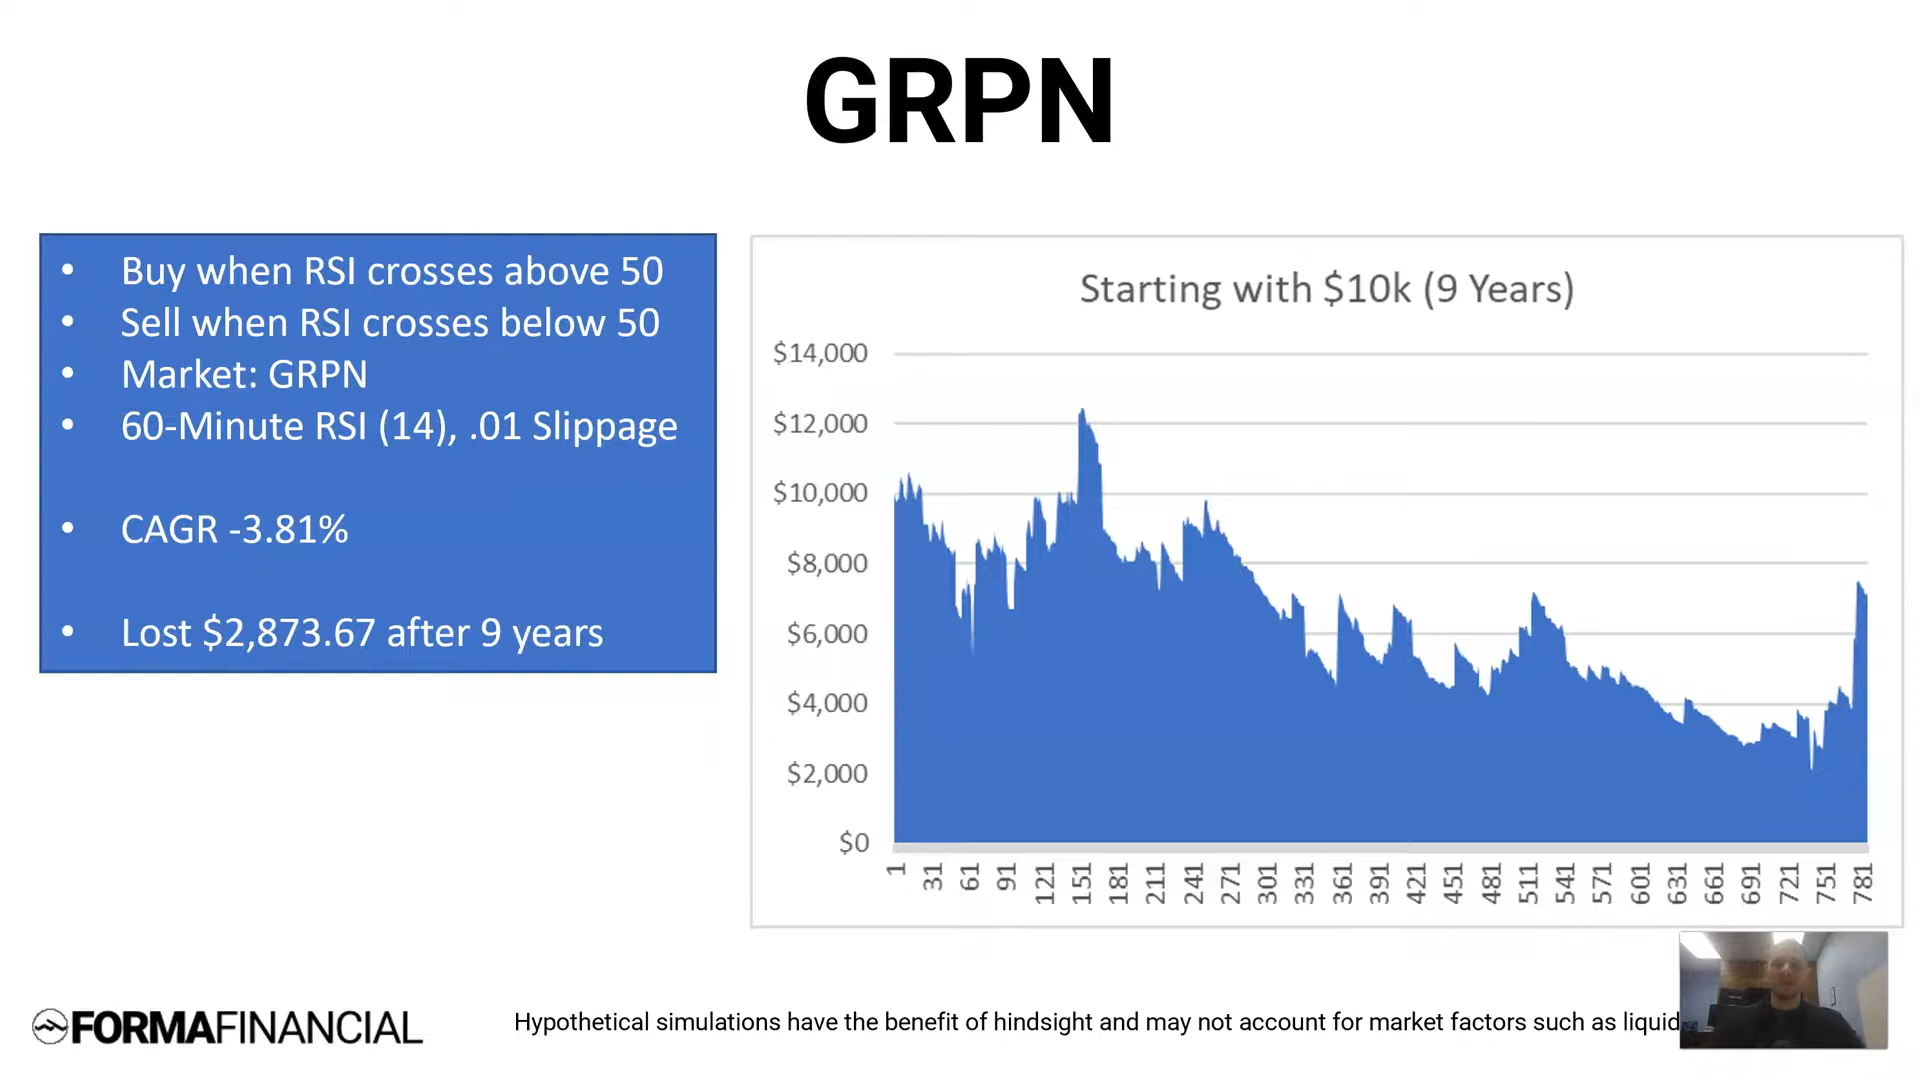 GRPN
• Buy when RSI crosses above 50
• Sell when RSI crosses below 50
• Market: GRPN
• 60-Minute RSI (14), .01 Slippage
• CAGR -3.81%
• Lost $2,873.67 after 9 years
Starting with $10k (9 Years)
$14,000
$12,000
$10,000
$8,000
$6,000
$4,000
$2,000
$0
1 31 61 91 121 151 181 211 241 271 301 331 361 391 421 451 481 511 541 571 601 631 661 691 721 751 781
FORMAFINANCIAL
Hypothetical simulations have the benefit of hindsight and may not account for market factors such as liquid